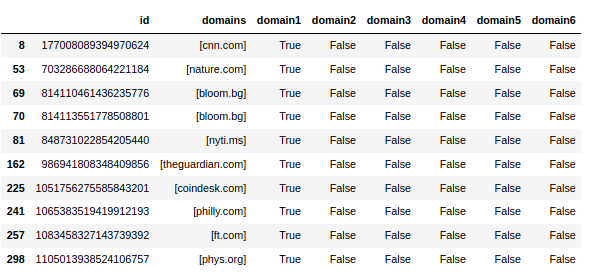 id domains domain1 domain2 domain3 domain4 domain5 domain6
8 177008089394970624 [cnn.com] True False False False False False
53 703286688064221184 [nature.com] True False False False False False
69 814110461436235776 [bloom.bg] True False False False False False
70 814113551778508801 [bloom.bg] True False False False False False
81 848731022854205440 [nyti.ms] True False False False False False
162 986941808348409856 [theguardian.com] True False False False False False
225 1051756275585843201 [coindesk.com] True False False False False False
241 1065383519419912193 [philly.com] True False False False False False
257 1083458327143739392 [ft.com] True False False False False False
298 1105013938524106757 [phys.org] True False False False False False